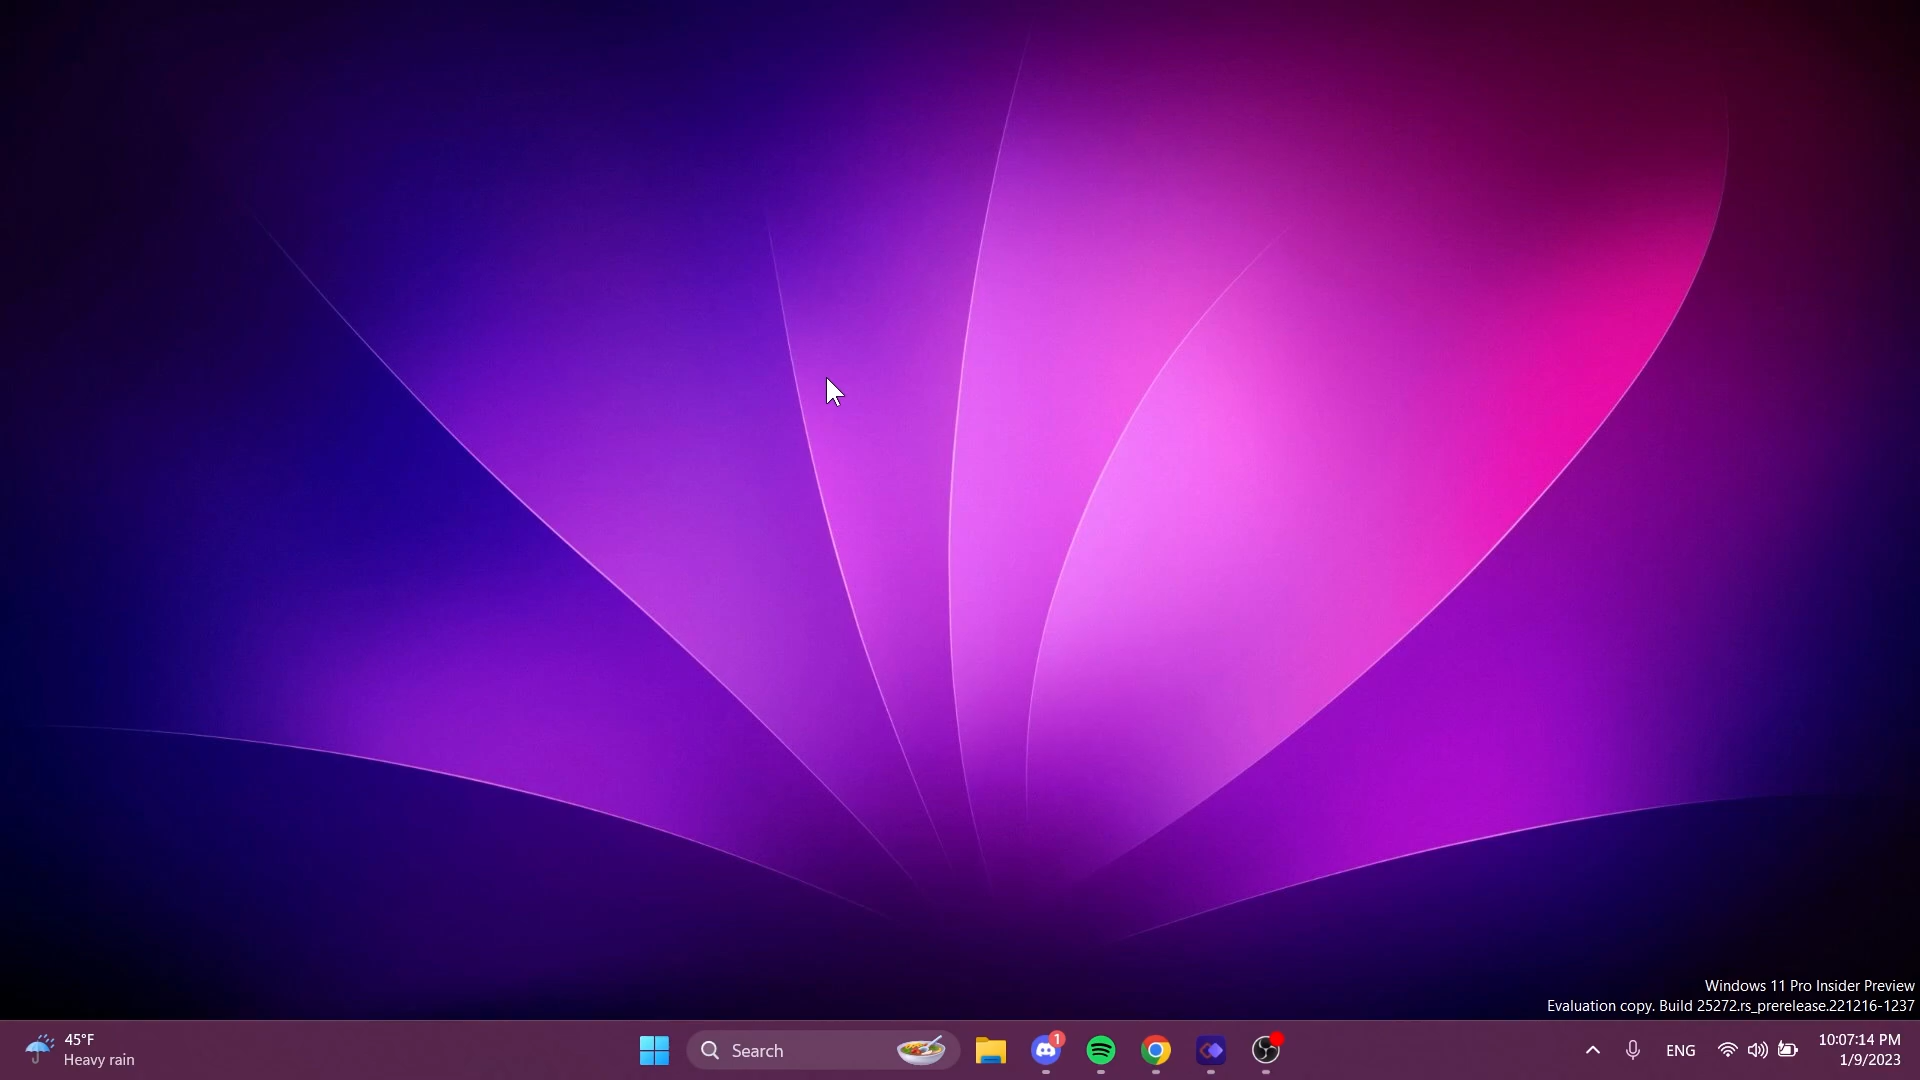 Windows 11 Pro Insider Preview
Evaluation copy. Build 25272.rs_prerelease.221216-1237
45°F
Heavy rain
Search
1
ENG
10:07:14 PM
1/9/2023